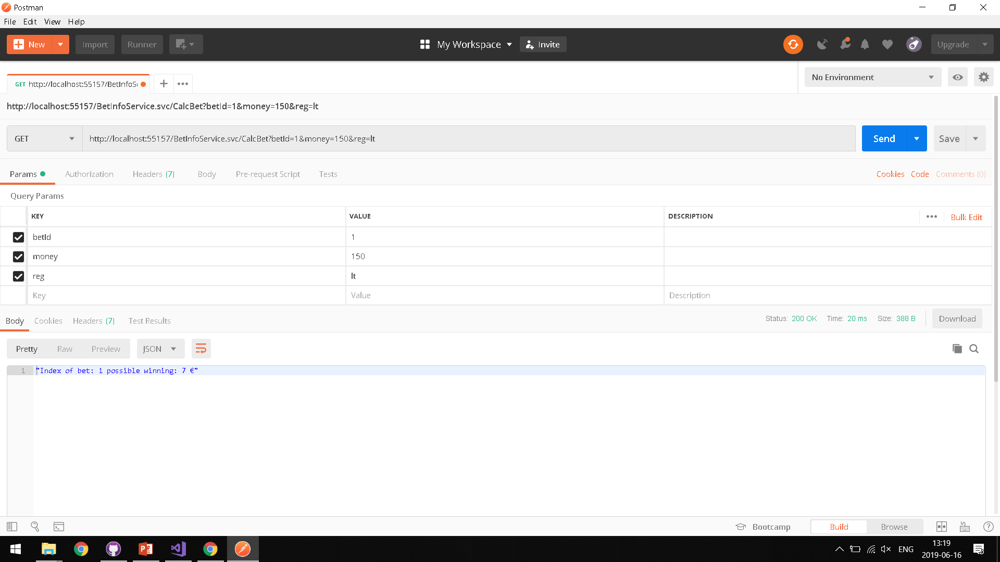 Postman
File Edit View Help
New Import Runner My Workspace Invite Upgrade
GET http://localhost:55157/BetInfoS No Environment
http://localhost:55157/BetInfoService.svc/CalcBet?betId=1&money=150&reg=lt
GET http://localhost:55157/BetInfoService.svc/CalcBet?betId=1&money=150&reg=lt Send Save
Params Authorization Headers (7) Body Pre-request Script Tests Cookies Code Comments (0)
Query Params
KEY VALUE DESCRIPTION Bulk Edit
betId 1
money 150
reg lt
Key Value Description
Body Cookies Headers (7) Test Results Status: 200 OK Time: 20 ms Size: 388 B Download
Pretty Raw Preview JSON
1 "Index of bet: 1 possible winning: 7 €"
Bootcamp Build Browse
ENG 13:19
2019-06-16